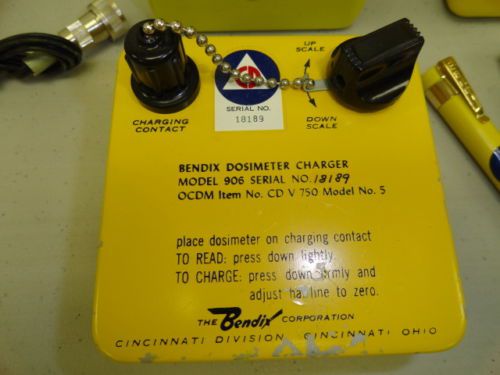 UP
SCALE
SERIAL NO.
18189
CHARGING
CONTACT
DOWN
SCALE
BENDIX DOSIMETER CHARGER
MODEL 906 SERIAL NO. 18189
OCDM Item No. CD V 750 Model No. 5
place dosimeter on charging contact
TO READ: press down lightly.
TO CHARGE: press down firmly and
adjust hairline to zero.
THE Bendix CORPORATION
CINCINNATI DIVISION CINCINNATI OHIO